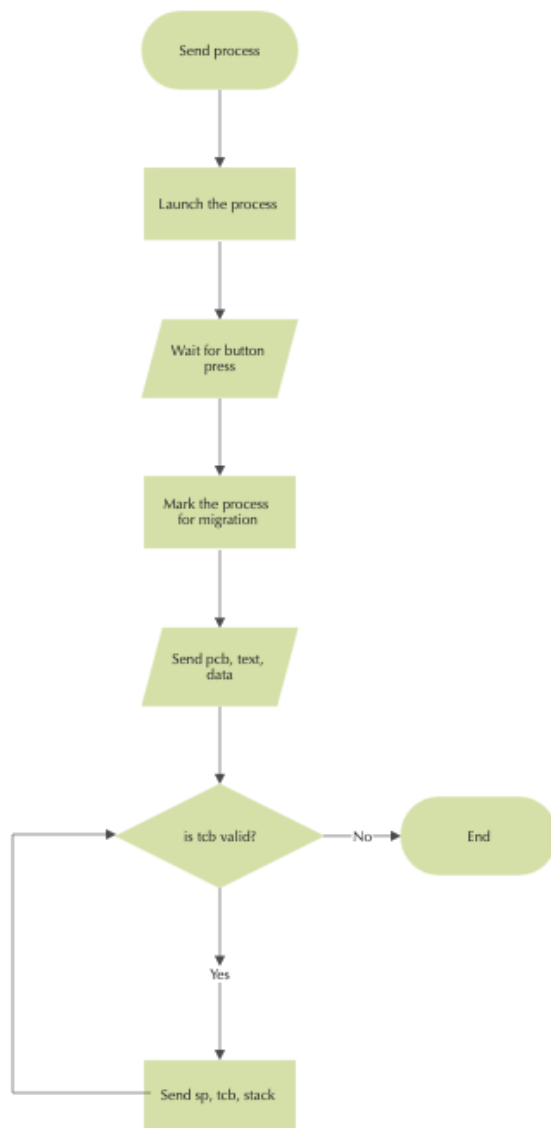 Send process
Launch the process
Wait for button
press
Mark the process
for migration
Send pcb, text,
data
is tcb valid?
No
End
Yes
Send sp, tcb, stack